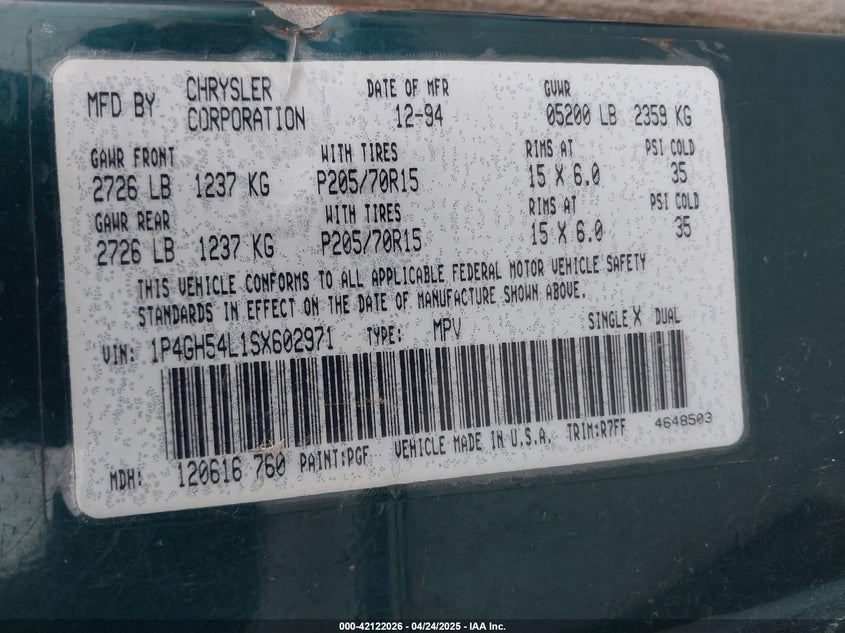 MFD BY CHRYSLER CORPORATION DATE OF MFR 12-94 GVWR 05200 LB 2359 KG
GAWR FRONT WITH TIRES RIMS AT PSI COLD
2726 LB 1237 KG P205/70R15 15 X 6.0 35
GAWR REAR WITH TIRES RIMS AT PSI COLD
2726 LB 1237 KG P205/70R15 15 X 6.0 35
THIS VEHICLE CONFORMS TO ALL APPLICABLE FEDERAL MOTOR VEHICLE SAFETY
STANDARDS IN EFFECT ON THE DATE OF MANUFACTURE SHOWN ABOVE.
VIN: 1P4GH54L1SX602971 TYPE: MPV SINGLE X DUAL
MDH: 120616 760 PAINT:PGF VEHICLE MADE IN U.S.A. TRIM:R7FF 4648503
000-42122026 - 04/24/2025 - IAA Inc.